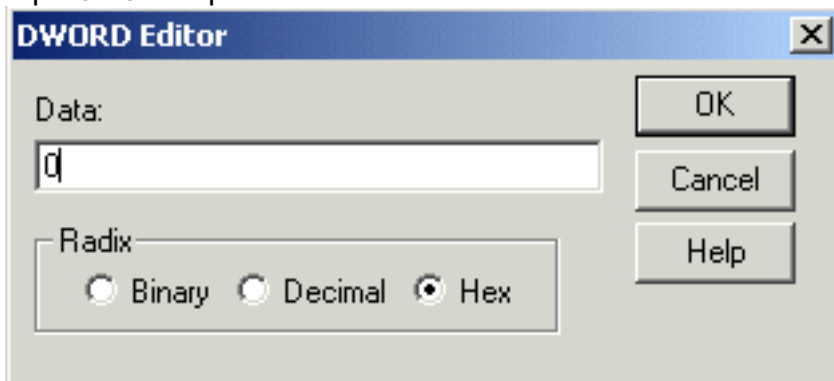 DWORD Editor
Data:
0
Radix
Binary Decimal Hex
OK
Cancel
Help